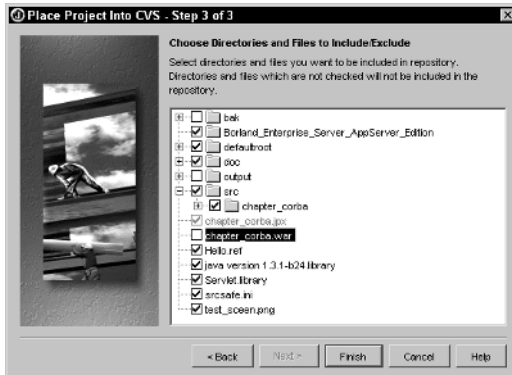 Place Project Into CVS - Step 3 of 3
Choose Directories and Files to Include/Exclude
Select directories and files you want to be included in repository.
Directories and files which are not checked will not be included in the
repository.
bak
Borland_Enterprise_Server_AppServer_Edition
defaultroot
doc
output
src
chapter_corba
chapter_corba.jpx
chapter_corba.war
Hello.ref
java version 1.3.1-b24.library
Servlet.library
srcsafe.ini
test_sceen.png
< Back Next > Finish Cancel Help